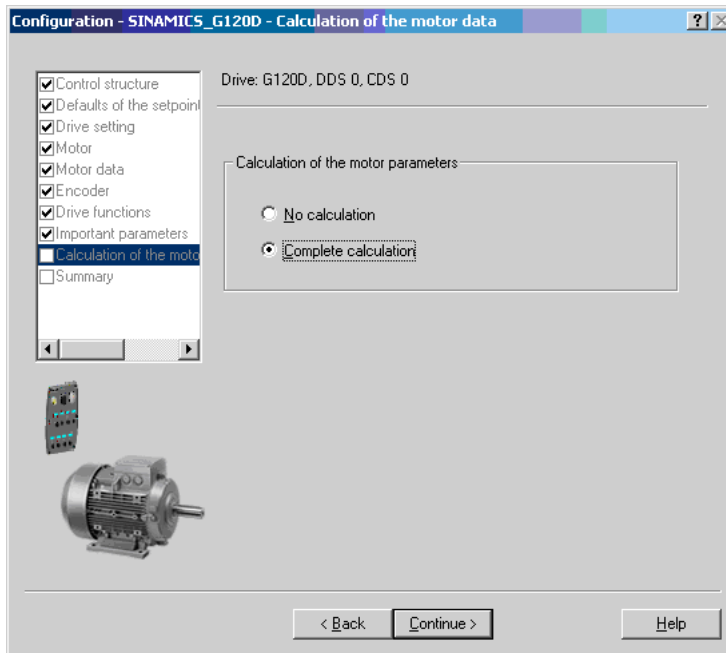 Configuration - SINAMICS_G120D - Calculation of the motor data
Control structure
Defaults of the setpoint
Drive setting
Motor
Motor data
Encoder
Drive functions
Important parameters
Calculation of the moto
Summary
Drive: G120D, DDS 0, CDS 0
Calculation of the motor parameters
No calculation
Complete calculation
< Back
Continue >
Help